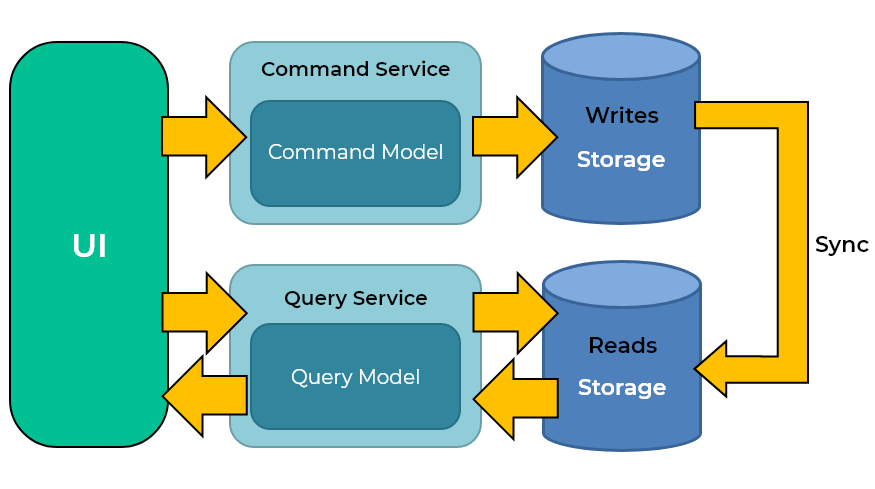 UI
Command Service
Command Model
Writes
Storage
Sync
Query Service
Query Model
Reads
Storage